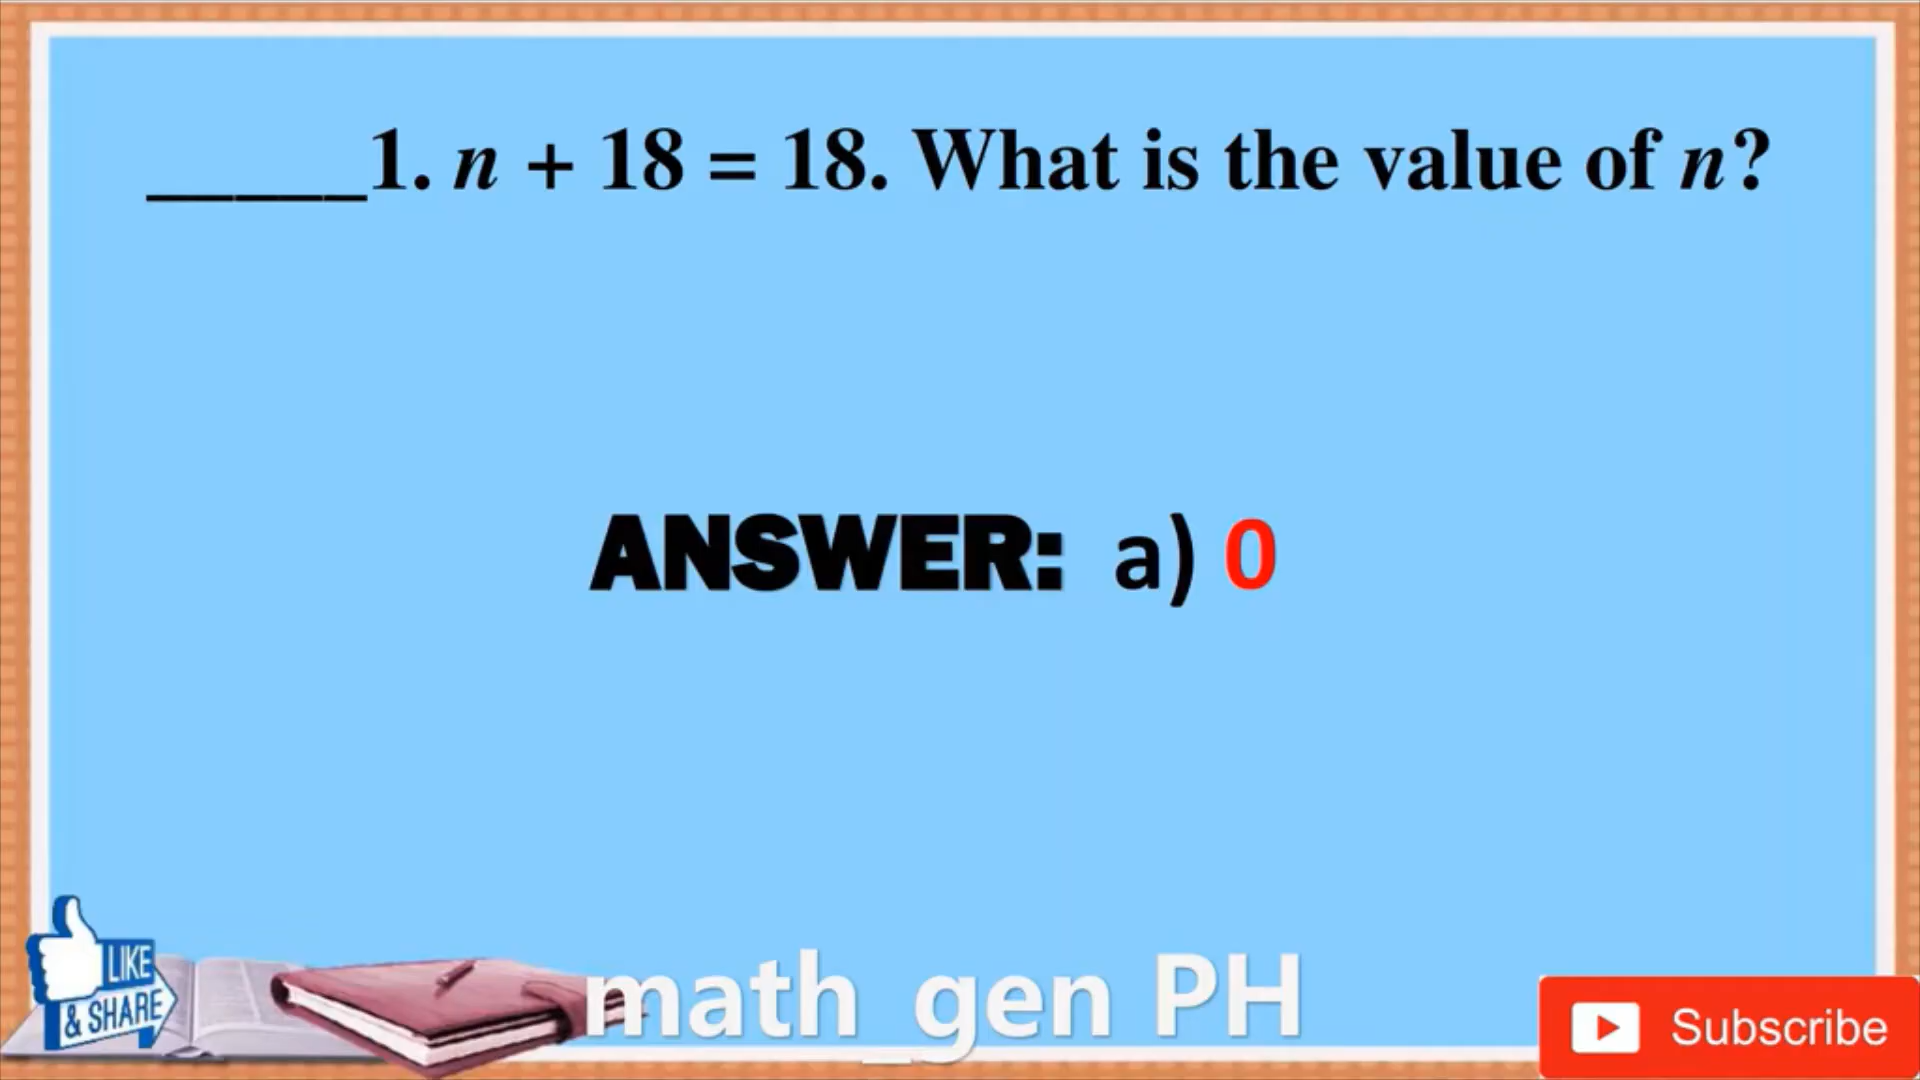 _____1. n + 18 = 18. What is the value of n?
ANSWER: a) 0
LIKE
& SHARE
math_gen PH
Subscribe